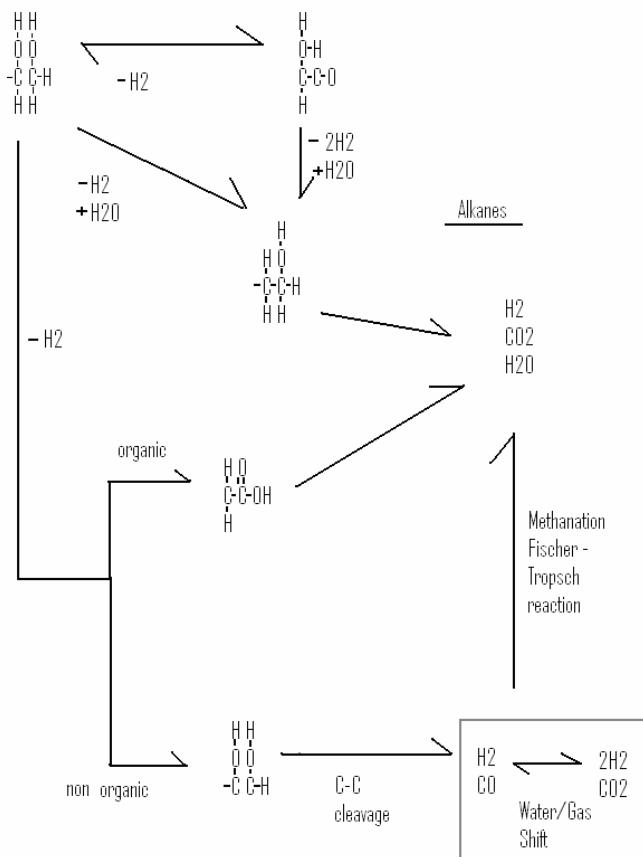 H H
O O
-C C-H
H H
- H2
H
O-H
C-C-O
H
- 2H2
+ H2O
- H2
+ H2O
Alkanes
H
H O
-C-C-H
H H
H2
CO2
H2O
- H2
organic
H O
C-C-OH
H
Methanation
Fischer -
Tropsch
reaction
H H
O O
-C C-H
non organic
C-C
cleavage
H2
CO
2H2
CO2
Water/Gas
Shift